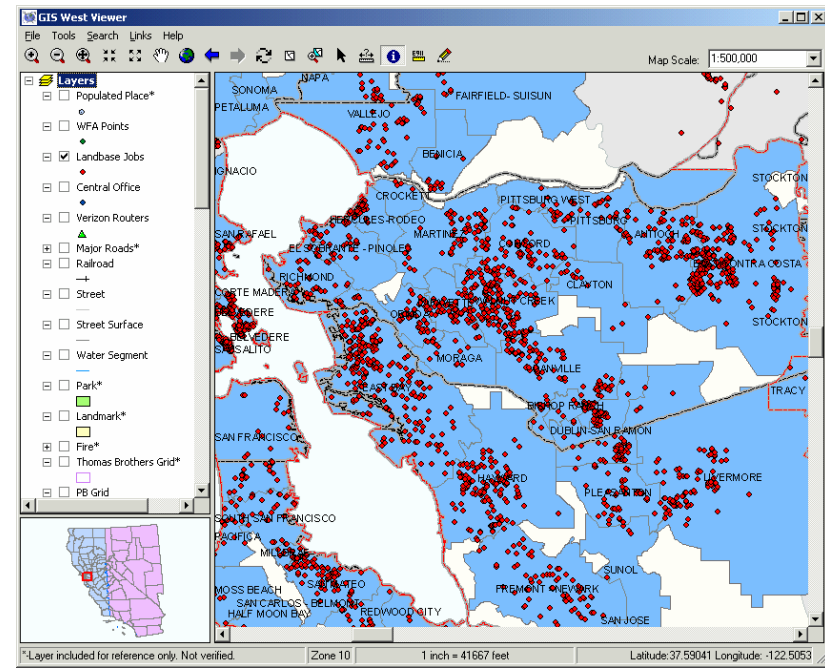 GIS West Viewer
File Tools Search Links Help
Map Scale: 1:500,000
Layers
Populated Place*
WFA Points
Landbase Jobs
Central Office
Verizon Routers
Major Roads*
Railroad
Street
Street Surface
Water Segment
Park*
Landmark*
Fire*
Thomas Brothers Grid*
PB Grid
NAPA
SONOMA
FAIRFIELD- SUISUN
PETALUMA
VALLEJO
BENICIA
IGNACIO
STOCKTON
CROCKETT
PITTSBURG WEST
HERCULES-RODEO
PITTSBURG
SAN RAFAEL
MARTINEZ
ANTIOCH
STOCKTON
EL SOBRANTE - PINOLE
CONCORD
CONTRA COSTA
RICHMOND
CLAYTON
CORTE MADERA
WALNUT CREEK
BELVEDERE
ORINDA
STOCKTON
BELVEDERE
SAUSALITO
MORAGA
DANVILLE
EAST BAY
TRACY
BISHOP RANCH
SAN FRANCISCO
DUBLIN-SAN RAMON
HAYWARD
LIVERMORE
PLEASANTON
SOUTH SAN FRANCISCO
PACIFICA
MILLBRAE
SUNOL
MOSS BEACH
SAN MATEO
FREMONT -NEWARK
SAN CARLOS - BELMONT
HALF MOON BAY
REDWOOD CITY
SAN JOSE
*-Layer included for reference only. Not verified.
Zone 10
1 inch = 41667 feet
Latitude:37.59041 Longitude: -122.5053